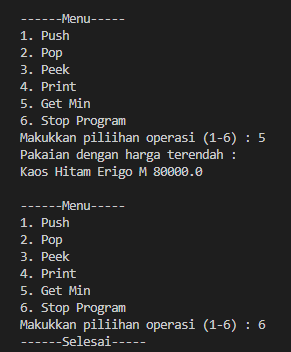 ------Menu-----
1. Push
2. Pop
3. Peek
4. Print
5. Get Min
6. Stop Program
Makukkan piliihan operasi (1-6) : 5
Pakaian dengan harga terendah :
Kaos Hitam Erigo M 80000.0
------Menu-----
1. Push
2. Pop
3. Peek
4. Print
5. Get Min
6. Stop Program
Makukkan piliihan operasi (1-6) : 6
------Selesai-----